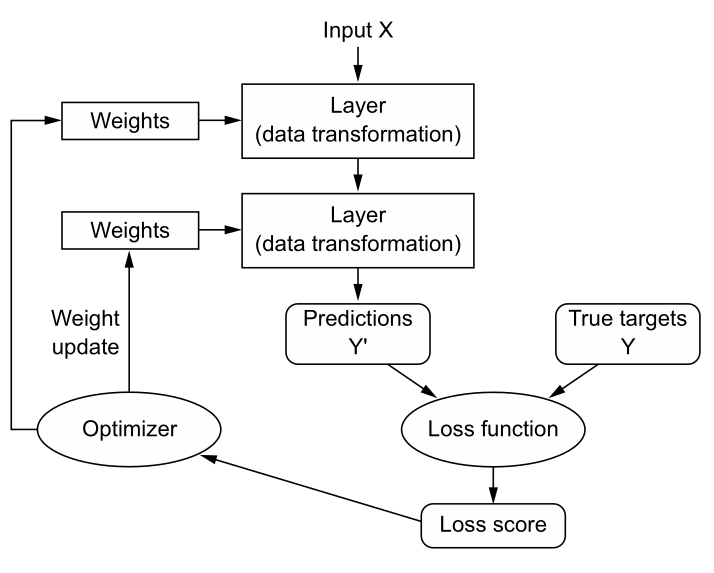 Input X
Weights
Layer
(data transformation)
Weights
Layer
(data transformation)
Weight
update
Predictions
Y'
True targets
Y
Optimizer
Loss function
Loss score